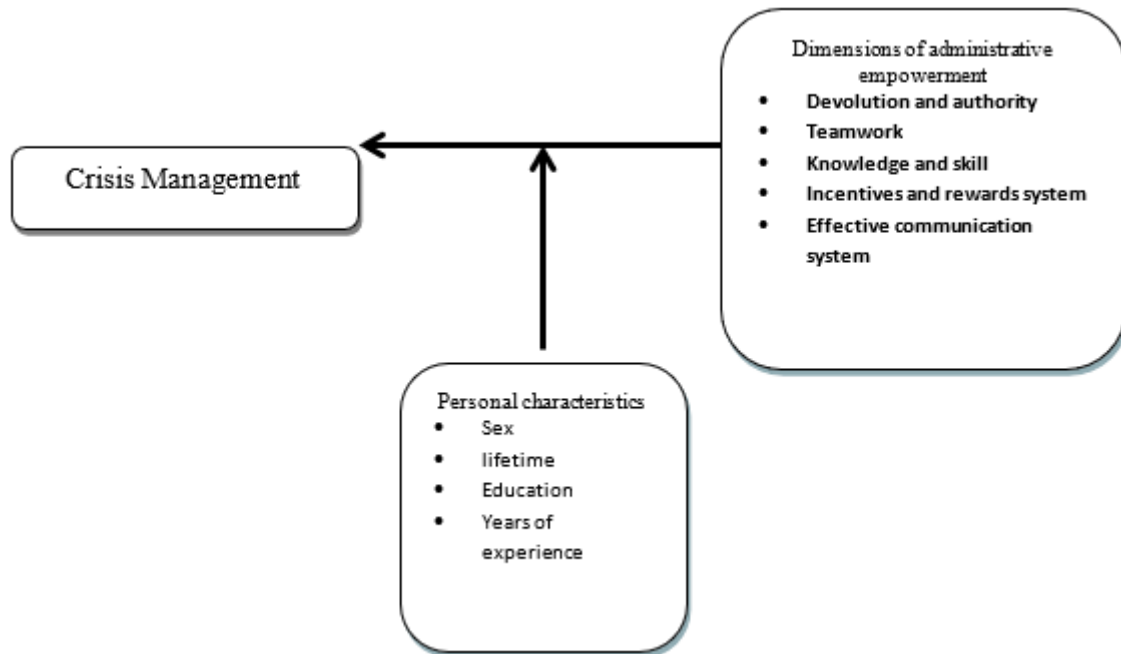 Dimensions of administrative
empowerment
• Devolution and authority
• Teamwork
• Knowledge and skill
• Incentives and rewards system
• Effective communication
system
Crisis Management
Personal characteristics
• Sex
• lifetime
• Education
• Years of
experience